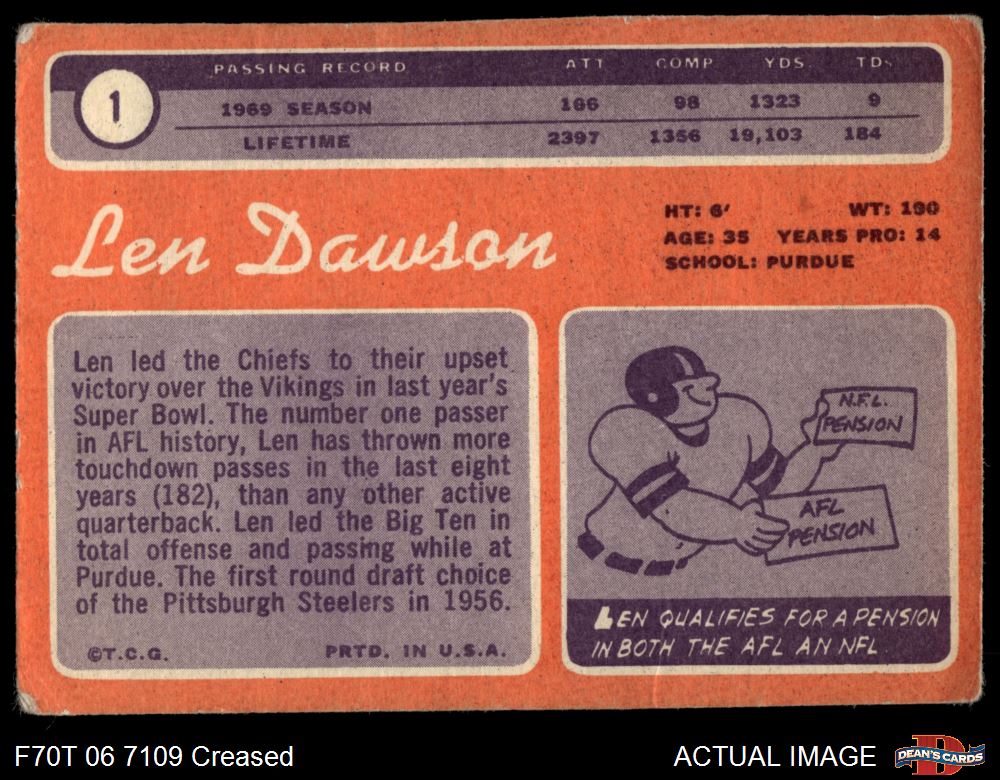 1
PASSING RECORD ATT COMP YDS. TDs
1969 SEASON 166 98 1323 9
LIFETIME 2397 1356 19,103 184
Len Dawson
HT: 6' WT: 190
AGE: 35 YEARS PRO: 14
SCHOOL: PURDUE
Len led the Chiefs to their upset
victory over the Vikings in last year's
Super Bowl. The number one passer
in AFL history, Len has thrown more
touchdown passes in the last eight
years (182), than any other active
quarterback. Len led the Big Ten in
total offense and passing while at
Purdue. The first round draft choice
of the Pittsburgh Steelers in 1956.
©T.C.G. PRTD. IN U.S.A.
N.F.L.
PENSION
AFL
PENSION
LEN QUALIFIES FOR A PENSION
IN BOTH THE AFL AN NFL
F70T 06 7109 Creased
ACTUAL IMAGE
D
DEAN'S CARDS